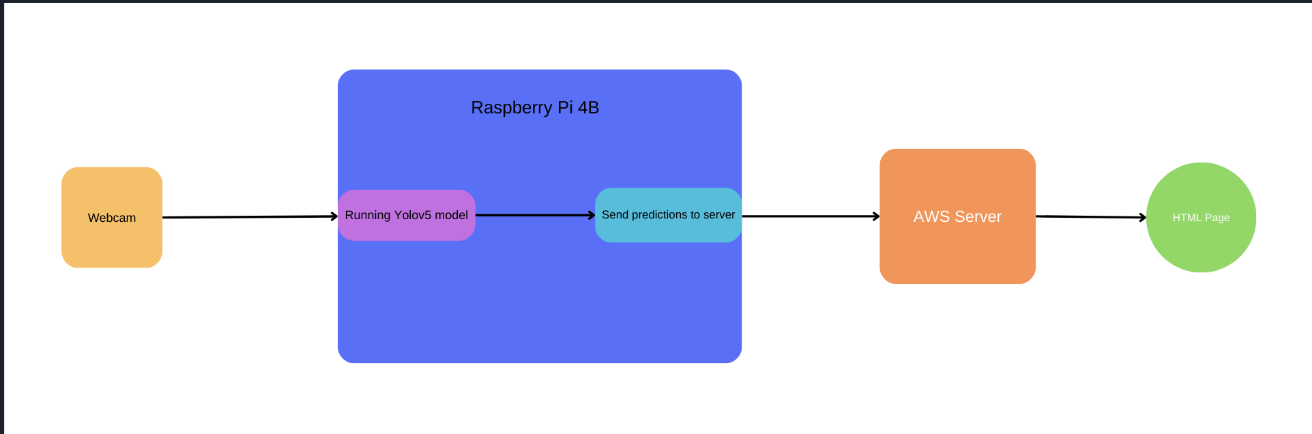 Raspberry Pi 4B
Webcam
Running Yolov5 model
Send predictions to server
AWS Server
HTML Page